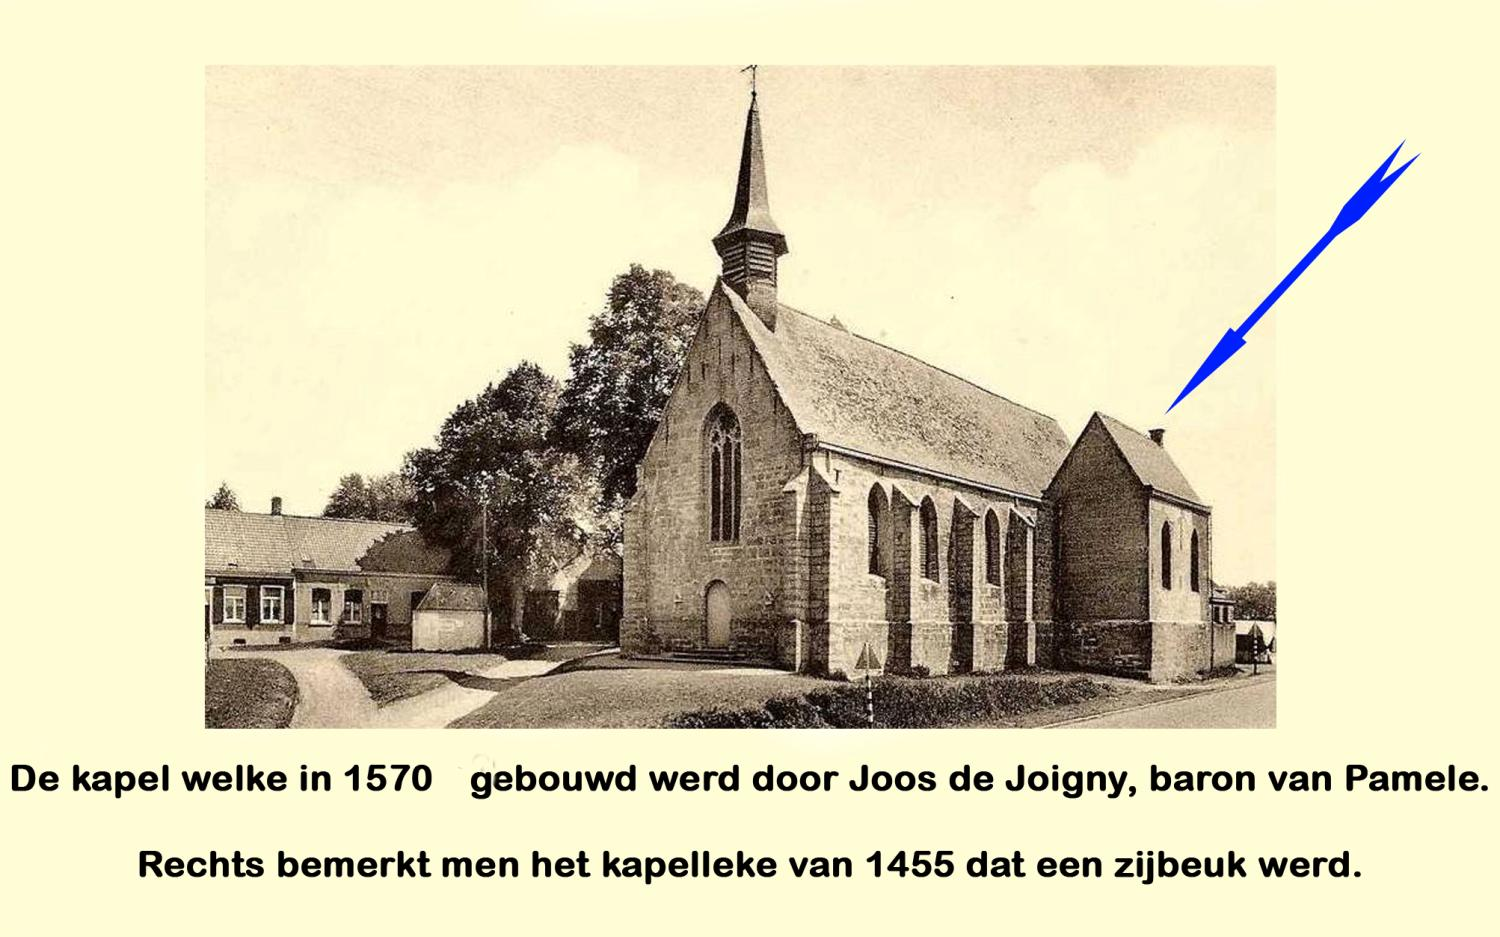 De kapel welke in 1570 gebouwd werd door Joos de Joigny, baron van Pamele.
Rechts bemerkt men het kapelleke van 1455 dat een zijbeuk werd.